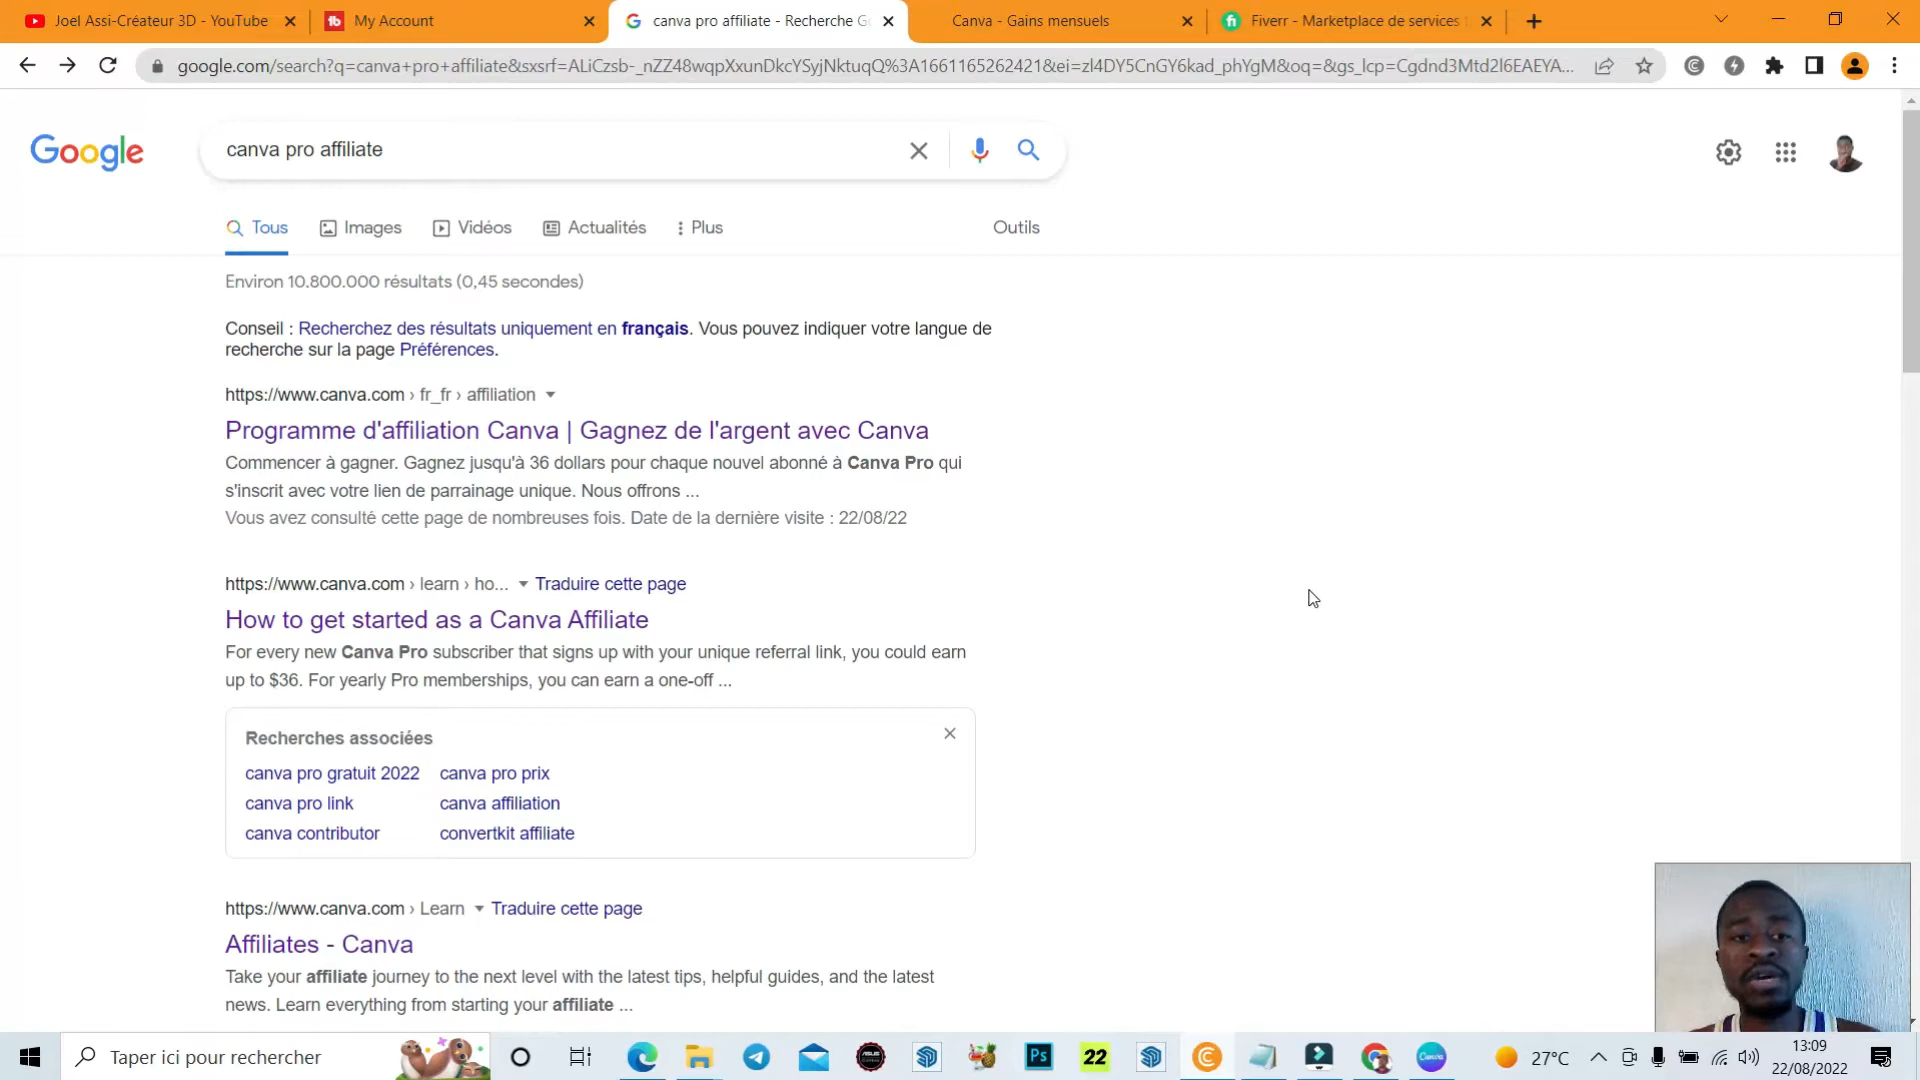 Joel Assi-Créateur 3D - YouTube
My Account
canva pro affiliate - Recherche Go
Canva - Gains mensuels
Fiverr - Marketplace de services
google.com/search?q=canva+pro+affiliate&sxsrf=ALiCzsb-_nZZ48wqpXxunDkcYSyjNktuqQ%3A1661165262421&ei=zl4DY5CnGY6kad_phYgM&oq=&gs_lcp=Cgdnd3Mtd2l6EAEYA...
Google
canva pro affiliate
Tous
Images
Vidéos
Actualités
Plus
Outils
Environ 10.800.000 résultats (0,45 secondes)
Conseil : Recherchez des résultats uniquement en français. Vous pouvez indiquer votre langue de
recherche sur la page Préférences.
https://www.canva.com › fr_fr › affiliation
Programme d'affiliation Canva | Gagnez de l'argent avec Canva
Commencer à gagner. Gagnez jusqu'à 36 dollars pour chaque nouvel abonné à Canva Pro qui
s'inscrit avec votre lien de parrainage unique. Nous offrons ...
Vous avez consulté cette page de nombreuses fois. Date de la dernière visite : 22/08/22
https://www.canva.com › learn › ho... Traduire cette page
How to get started as a Canva Affiliate
For every new Canva Pro subscriber that signs up with your unique referral link, you could earn
up to $36. For yearly Pro memberships, you can earn a one-off ...
Recherches associées
canva pro gratuit 2022 canva pro prix
canva pro link canva affiliation
canva contributor convertkit affiliate
https://www.canva.com › Learn Traduire cette page
Affiliates - Canva
Take your affiliate journey to the next level with the latest tips, helpful guides, and the latest
news. Learn everything from starting your affiliate ...
Taper ici pour rechercher
Ps
22
Canva
27°C
13:09
22/08/2022